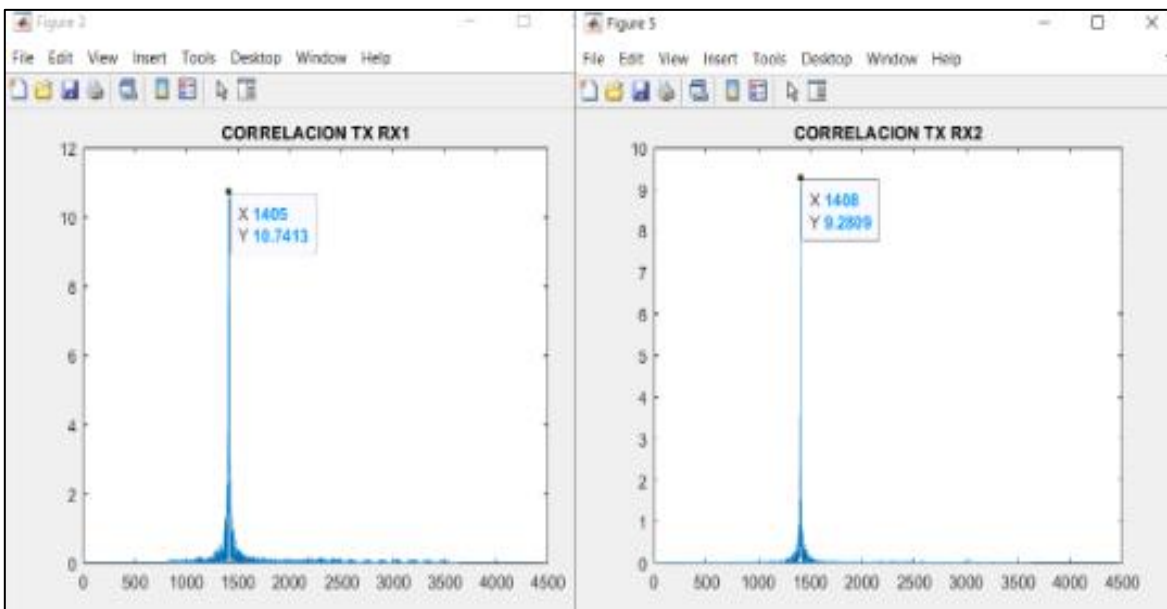 Figure 2
File Edit View Insert Tools Desktop Window Help
CORRELACION TX RX1
12
10
8
6
4
2
0
X 1405
Y 10.7413
0 500 1000 1500 2000 2500 3000 3500 4000 4500
Figure 5
File Edit View Insert Tools Desktop Window Help
CORRELACION TX RX2
10
9
8
7
6
5
4
3
2
1
0
X 1408
Y 9.2809
0 500 1000 1500 2000 2500 3000 3500 4000 4500